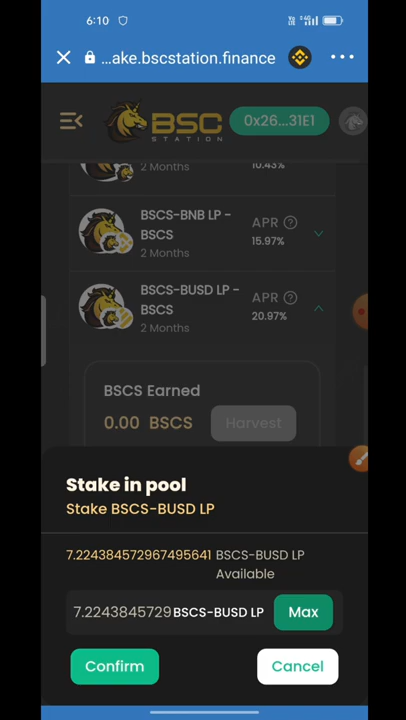 6:10
...ake.bscstation.finance
BSC
STATION
0x26...31E1
10.43%
2 Months
BSCS-BNB LP -
BSCS
2 Months
APR
15.97%
BSCS-BUSD LP -
BSCS
2 Months
APR
20.97%
BSCS Earned
0.00 BSCS
Harvest
Stake in pool
Stake BSCS-BUSD LP
7.224384572967495641 BSCS-BUSD LP
Available
7.2243845729 BSCS-BUSD LP
Max
Confirm
Cancel